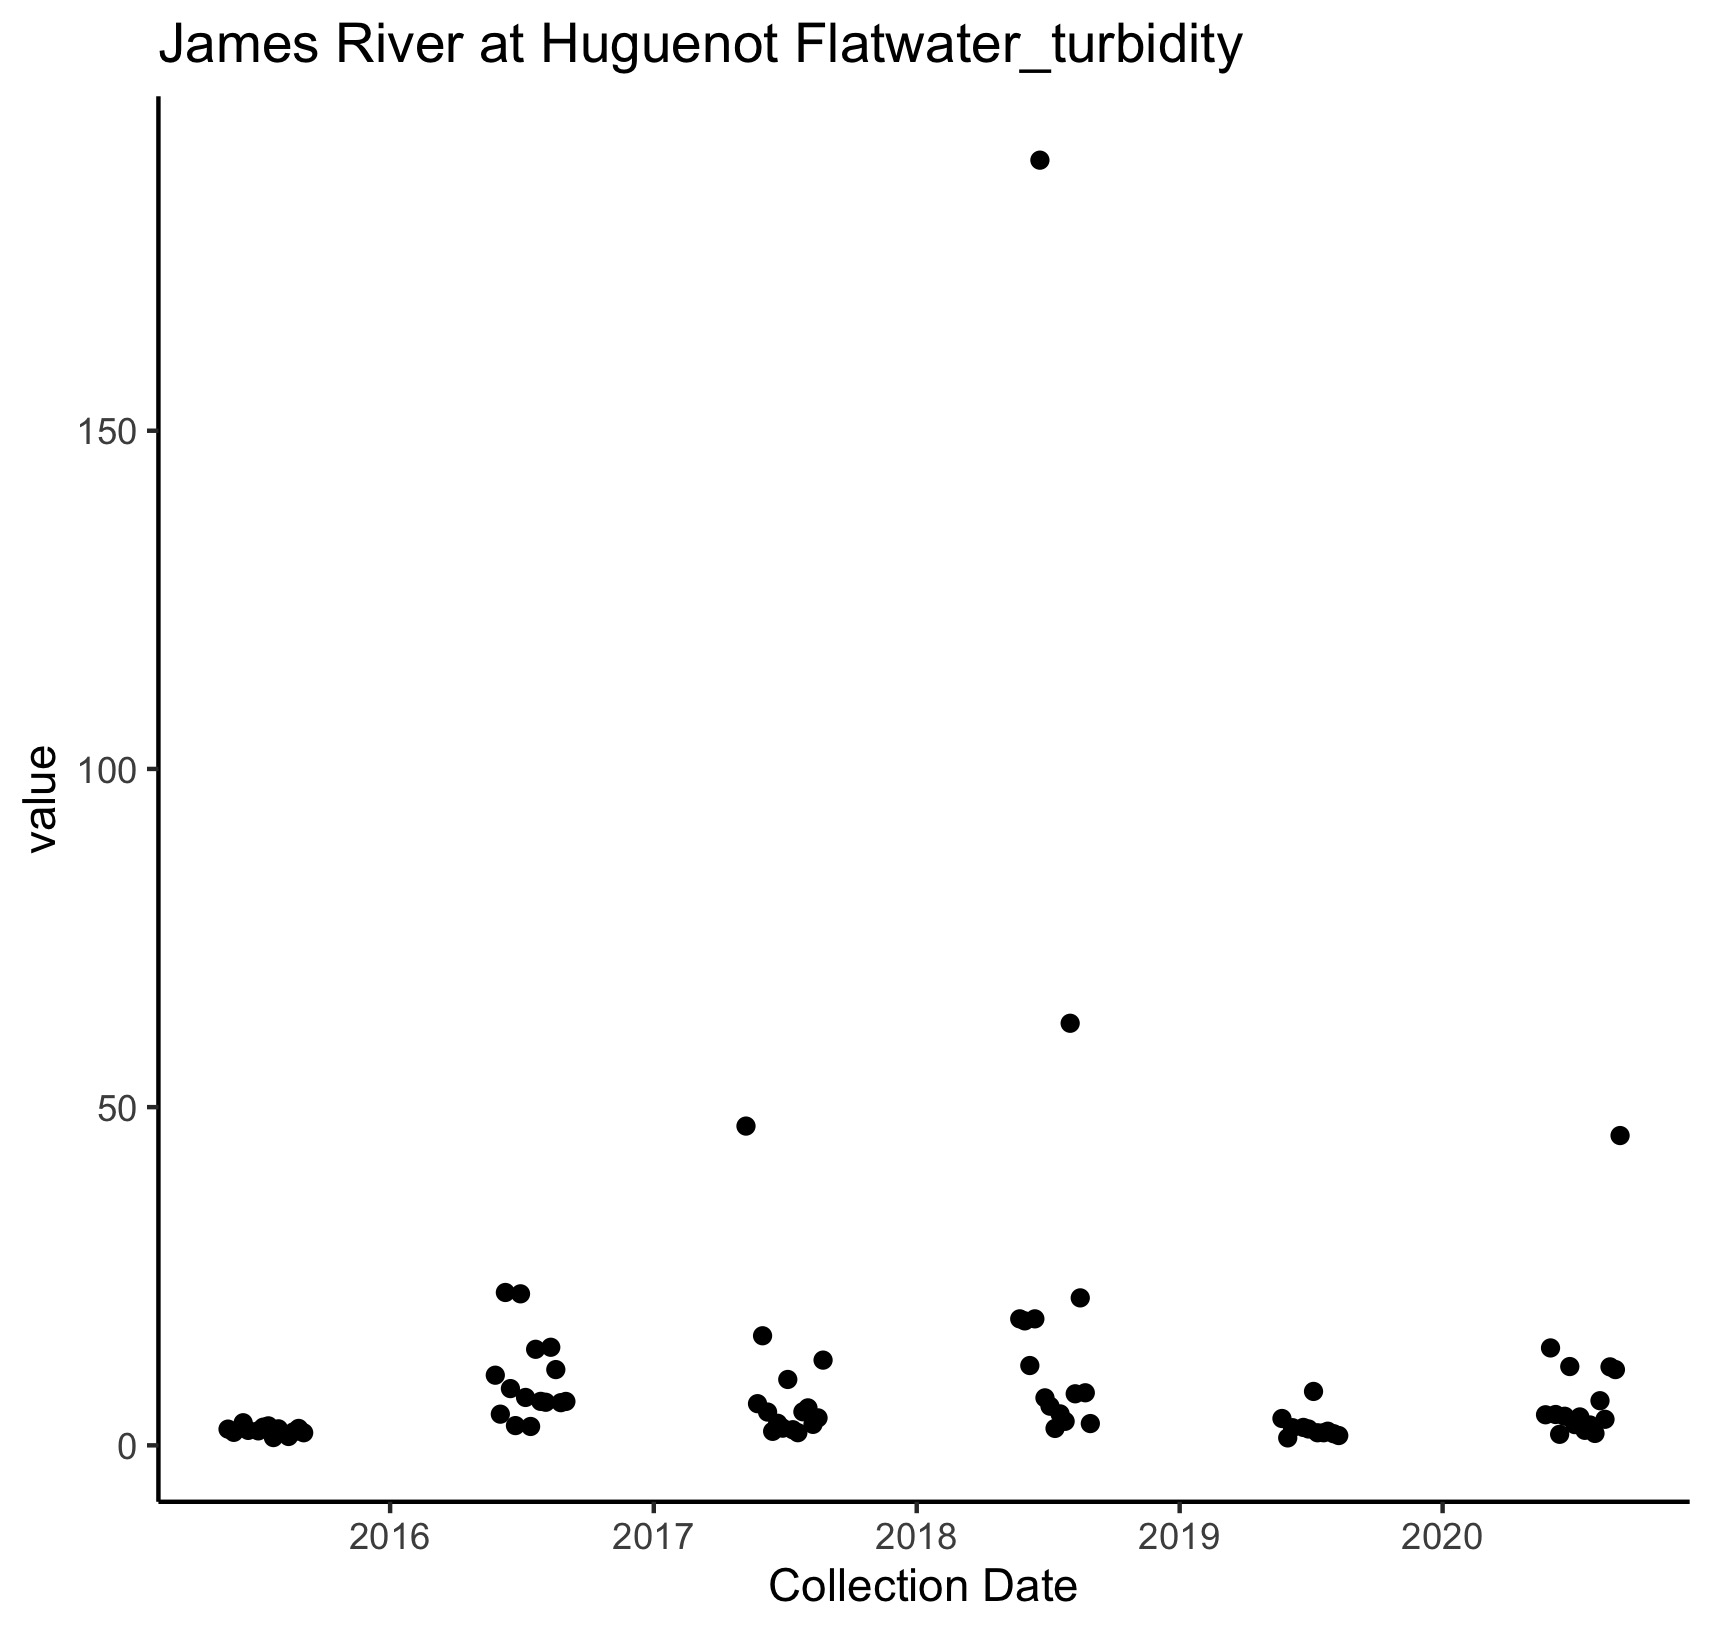 James River at Huguenot Flatwater_turbidity
value
150
100
50
0
2016 2017 2018 2019 2020
Collection Date